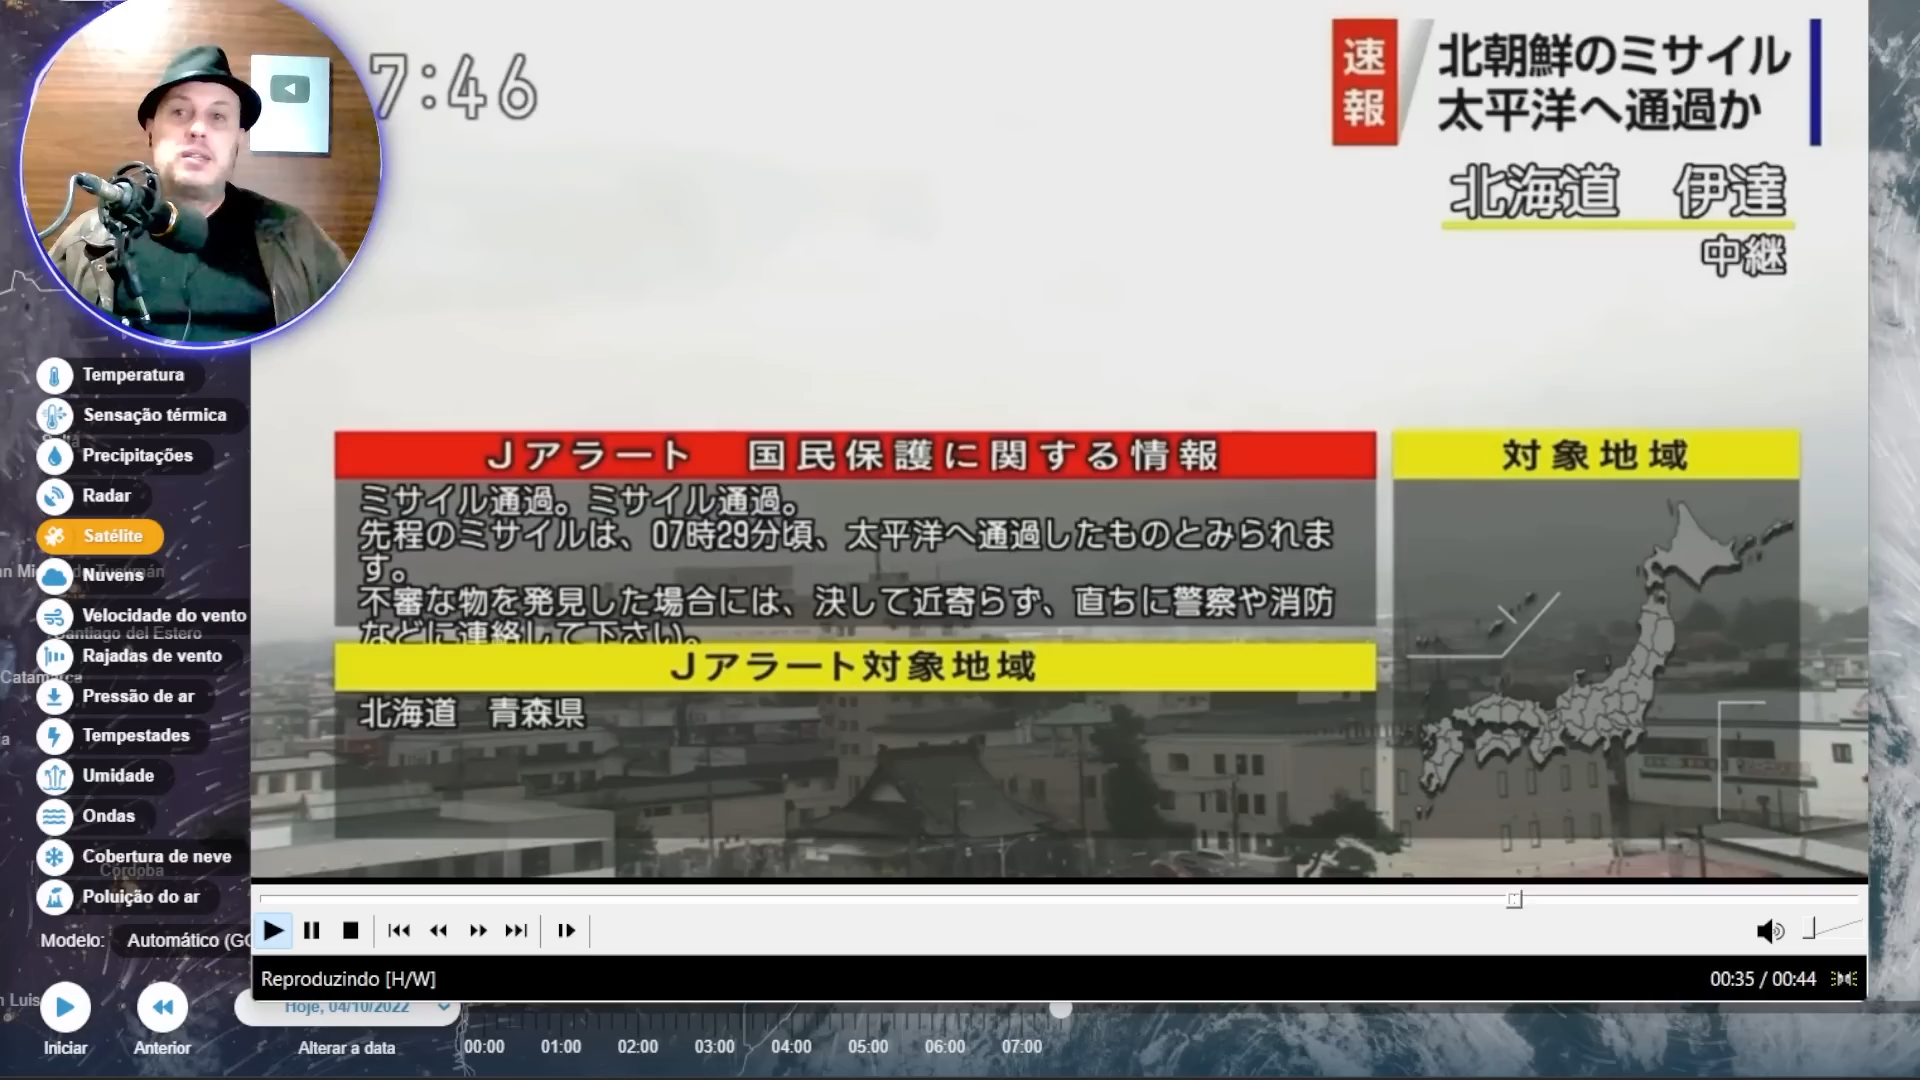 7:46
速報
北朝鮮のミサイル
太平洋へ通過か
北海道 伊達
中継
Jアラート 国民保護に関する情報
ミサイル通過。ミサイル通過。
先程のミサイルは、07時29分頃、太平洋へ通過したものとみられま
す。
不審な物を発見した場合には、決して近寄らず、直ちに警察や消防
などに連絡して下さい。
Jアラート対象地域
北海道 青森県
対象地域
Temperatura
Sensação térmica
Precipitações
Radar
Satélite
Nuvens
Velocidade do vento
Santiago del Estero
Rajadas de vento
Catamarca
Pressão de ar
Tempestades
Umidade
Ondas
Cobertura de neve
Córdoba
Poluição do ar
Modelo: Automático (GO
Reproduzindo [H/W]
00:35 / 00:44
Luis
Hoje, 04/10/2022
Iniciar
Anterior
Alterar a data
00:00 01:00 02:00 03:00 04:00 05:00 06:00 07:00